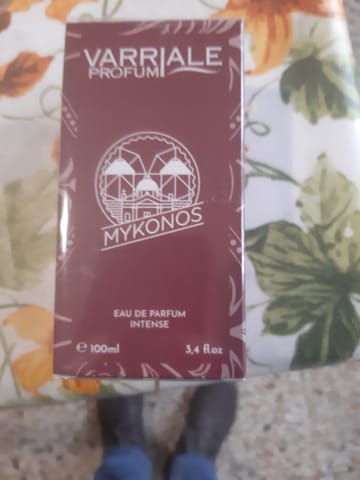 VARRIALE
PROFUMI
MYKONOS
EAU DE PARFUM
INTENSE
℮ 100ml 3,4 fl.oz